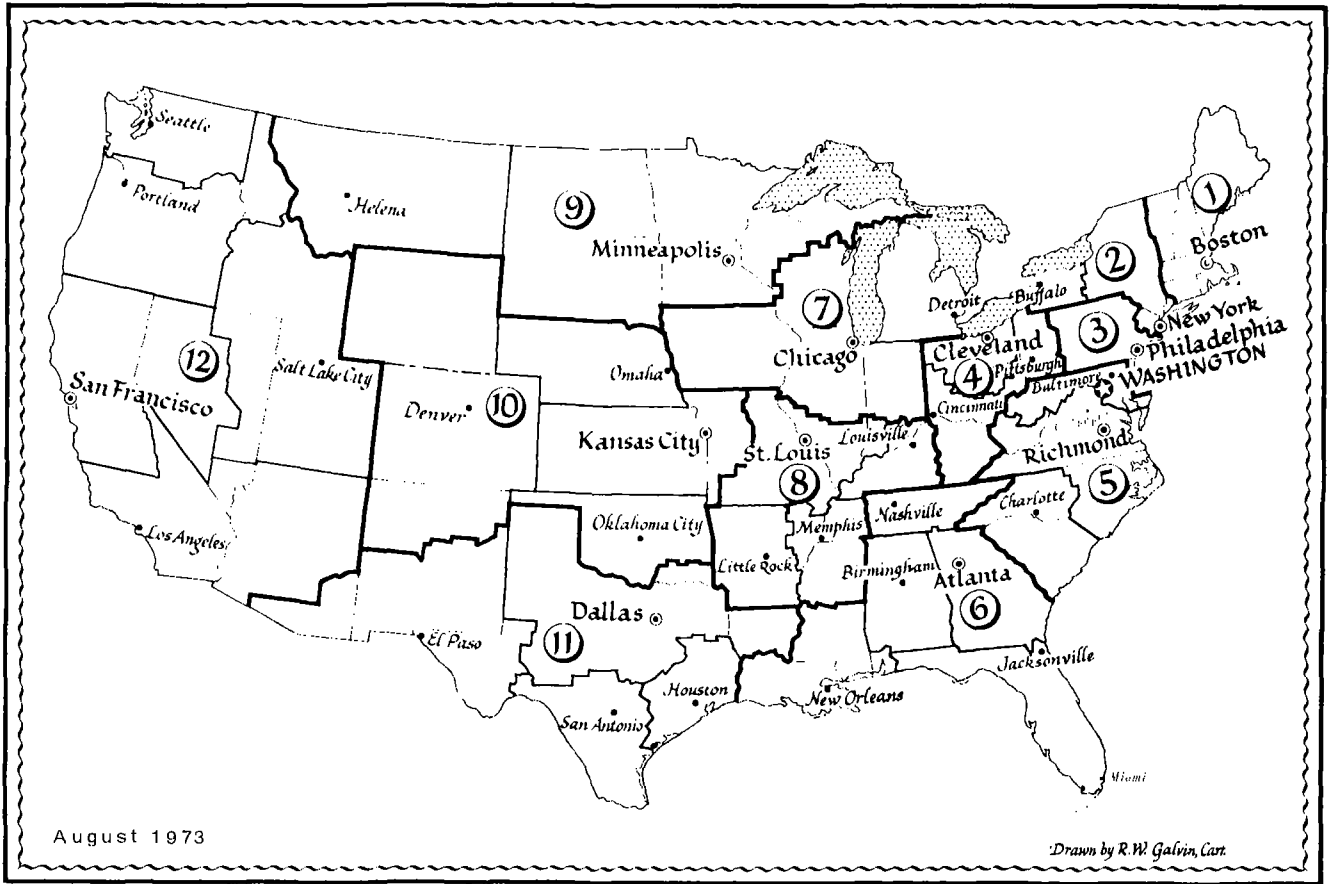 Seattle
Portland
Helena
9
Minneapolis
1
Boston
2
Buffalo
Detroit
7
Chicago
New York
3
Philadelphia
Cleveland
Pittsburgh
4
Baltimore
WASHINGTON
Cincinnati
12
San Francisco
Salt Lake City
Omaha
Denver
10
Kansas City
St. Louis
Louisville
8
Richmond
5
Charlotte
Nashville
Memphis
Oklahoma City
Little Rock
Birmingham
Atlanta
6
Los Angeles
Dallas
11
El Paso
Houston
San Antonio
New Orleans
Jacksonville
Miami
August 1973
Drawn by R.W. Galvin, Cart.